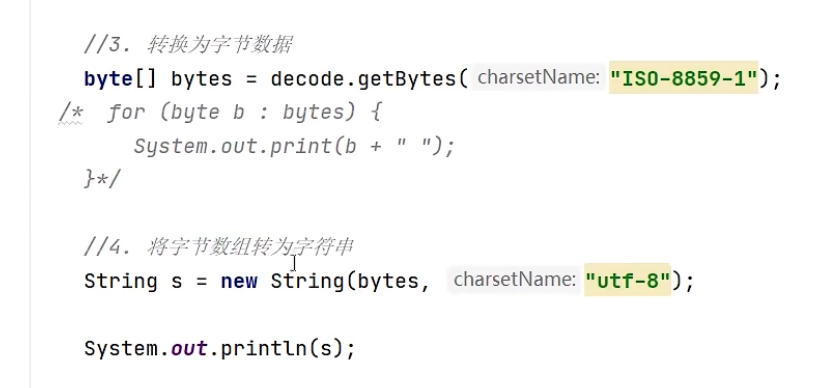 //3. 转换为字节数据
byte[] bytes = decode.getBytes( charsetName: "ISO-8859-1");
/*  for (byte b : bytes) {
System.out.print(b + " ");
}*/
//4. 将字节数组转为字符串
String s = new String(bytes, charsetName: "utf-8");
System.out.println(s);